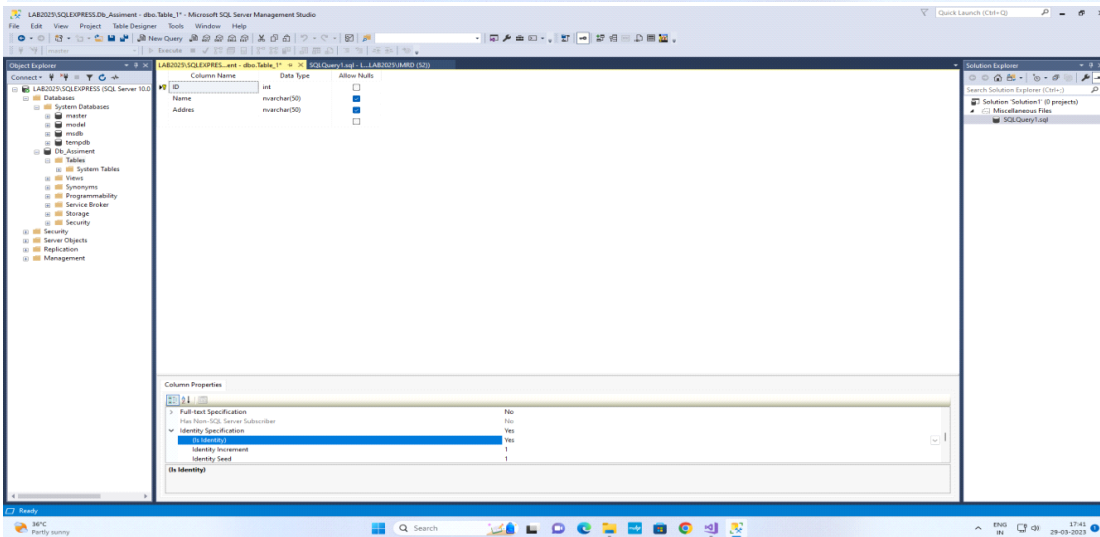 LAB2025\SQLEXPRESS.Db_Assiment - dbo.Table_1* - Microsoft SQL Server Management Studio
Quick Launch (Ctrl+Q)
File Edit View Project Table Designer Tools Window Help
New Query
master Execute
Object Explorer
Connect
LAB2025\SQLEXPRESS (SQL Server 10.0
Databases
System Databases
master
model
msdb
tempdb
Db_Assiment
Tables
System Tables
Views
Synonyms
Programmability
Service Broker
Storage
Security
Security
Server Objects
Replication
Management
LAB2025\SQLEXPRES...ent - dbo.Table_1* SQLQuery1.sql - L...LAB2025\JMRD (52))
Column Name Data Type Allow Nulls
ID int
Name nvarchar(50)
Addres nvarchar(50)
Column Properties
Full-text Specification No
Has Non-SQL Server Subscriber No
Identity Specification Yes
(Is Identity) Yes
Identity Increment 1
Identity Seed 1
(Is Identity)
Solution Explorer
Search Solution Explorer (Ctrl+;)
Solution 'Solution1' (0 projects)
Miscellaneous Files
SQLQuery1.sql
Ready
36°C
Partly sunny
Search
ENG
IN
17:41
29-03-2023